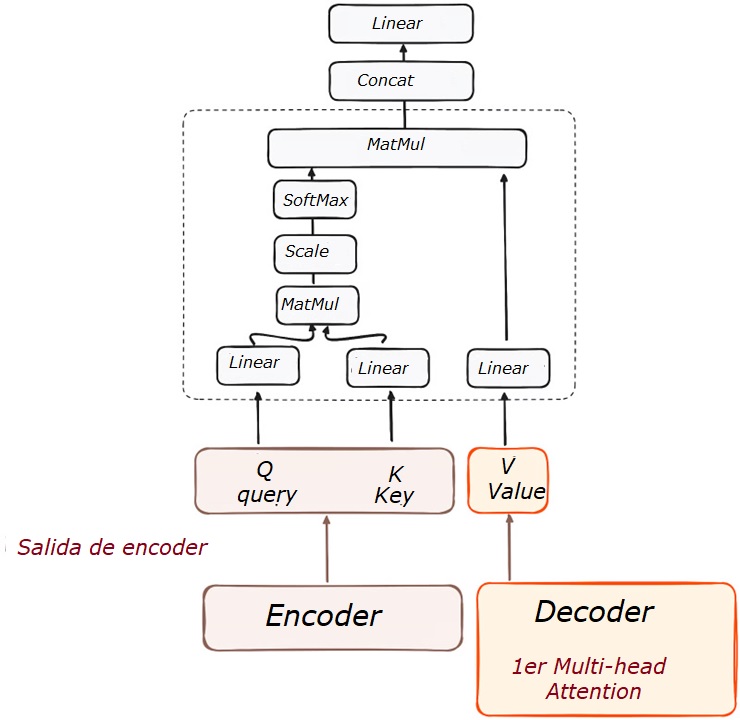 Linear
Concat
MatMul
SoftMax
Scale
MatMul
Linear
Linear
Linear
Q
query
K
Key
V
Value
Salida de encoder
Encoder
Decoder
1er Multi-head
Attention